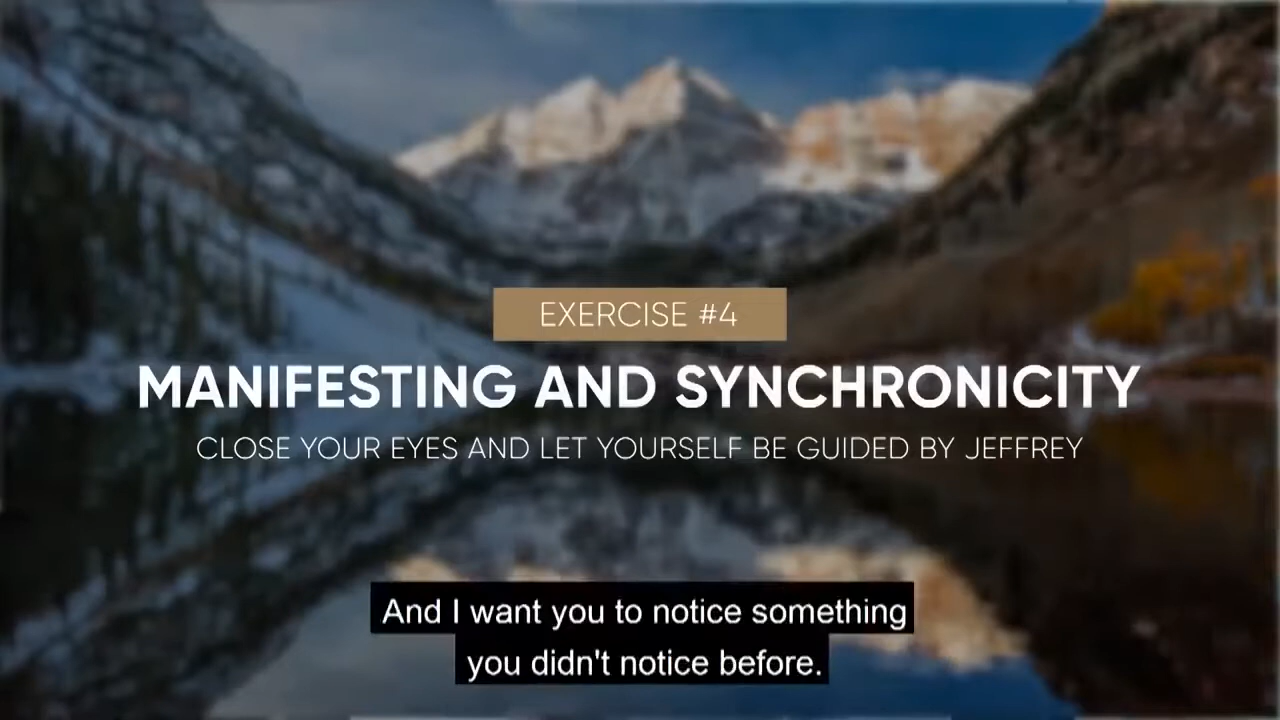 EXERCISE #4
MANIFESTING AND SYNCHRONICITY
CLOSE YOUR EYES AND LET YOURSELF BE GUIDED BY JEFFREY
And I want you to notice something
you didn't notice before.